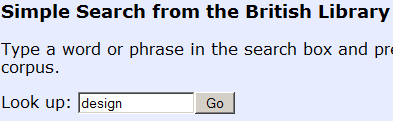 Simple Search from the British Library
Type a word or phrase in the search box and
corpus.
Look up: design Go